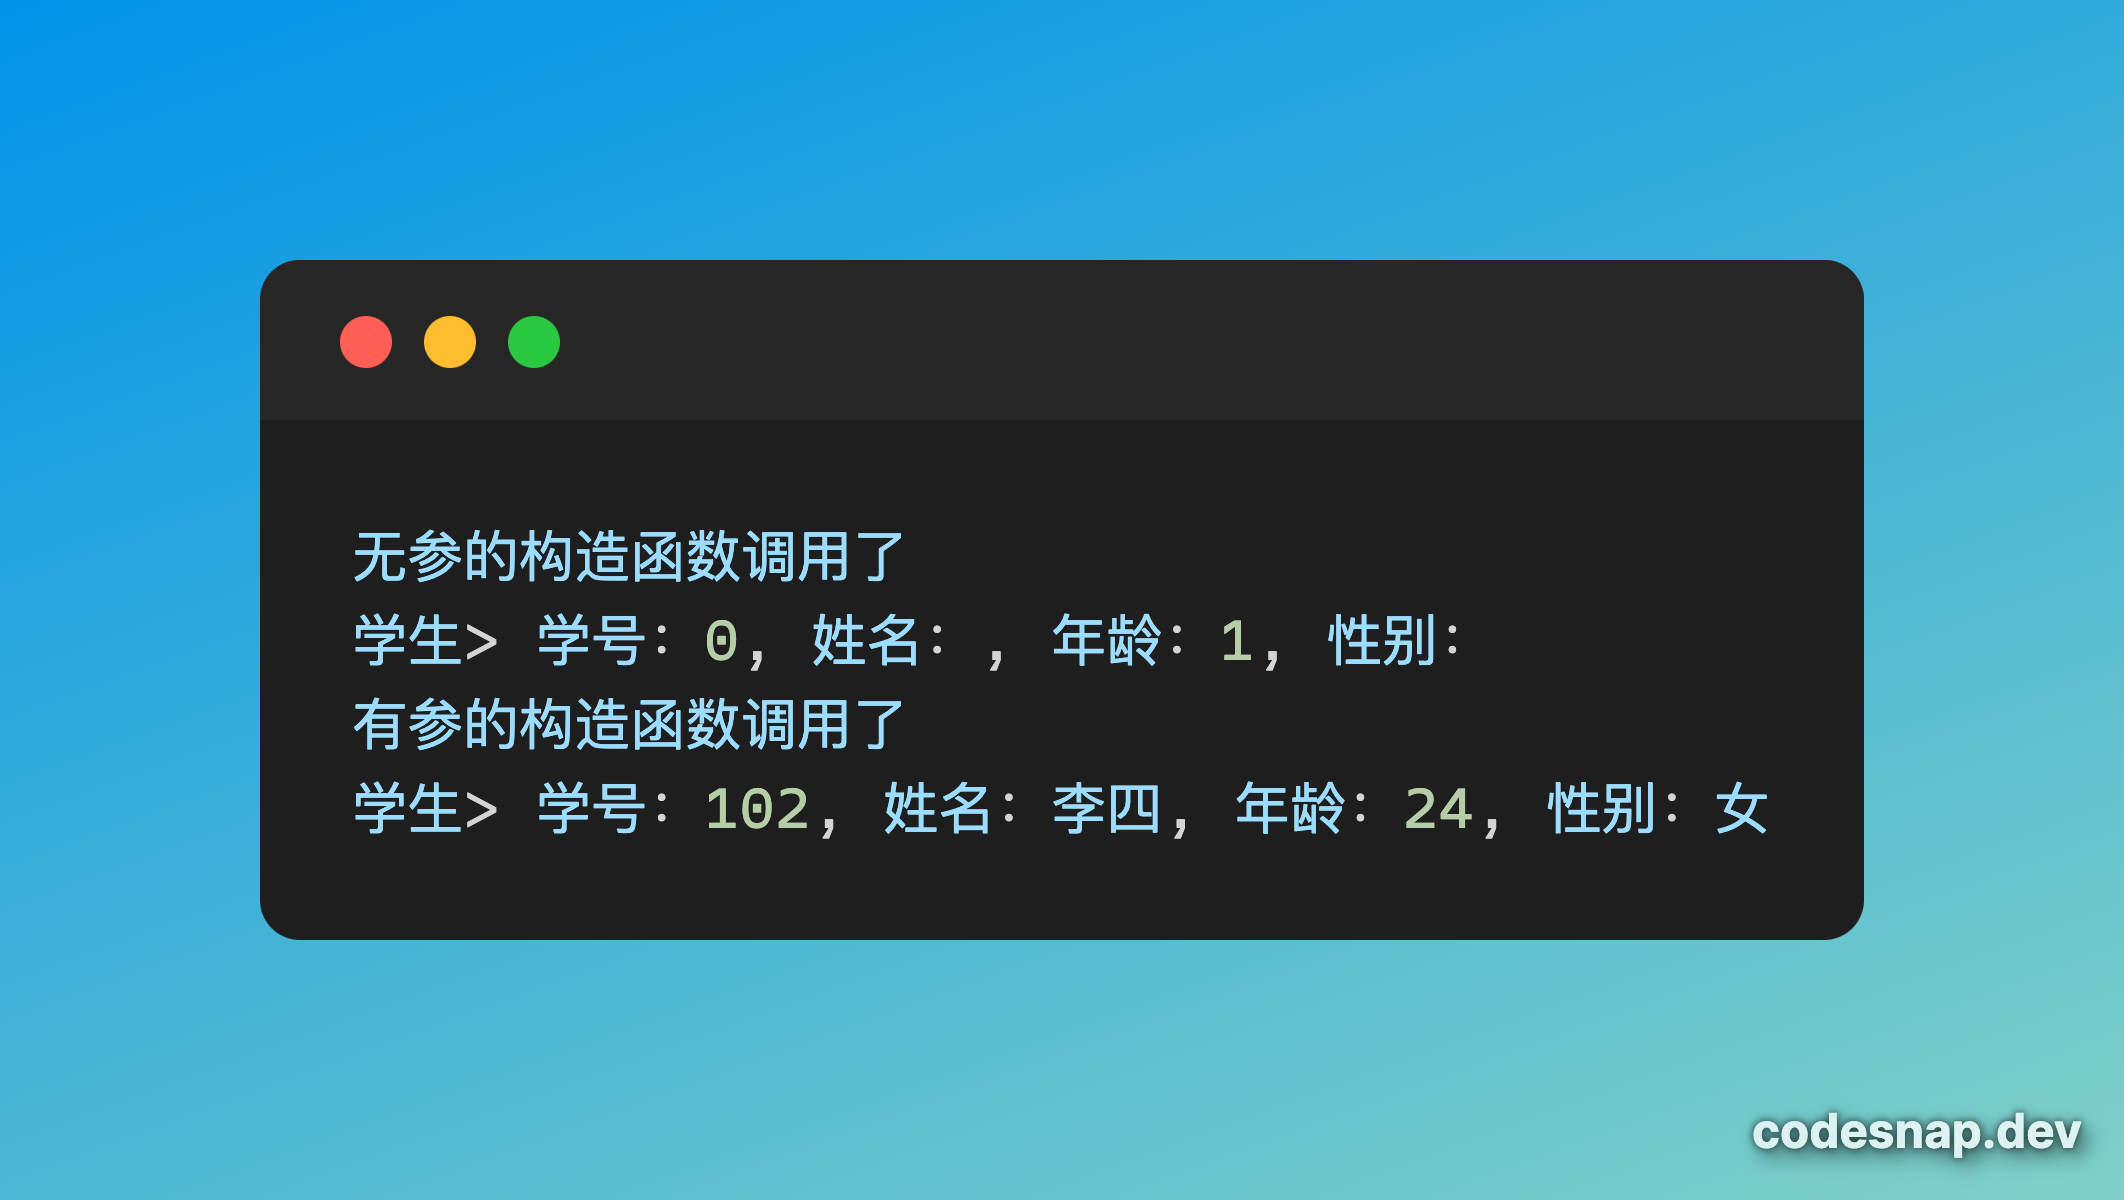 无参的构造函数调用了
学生> 学号: 0, 姓名: , 年龄: 1, 性别:
有参的构造函数调用了
学生> 学号: 102, 姓名: 李四, 年龄: 24, 性别: 女
codesnap.dev